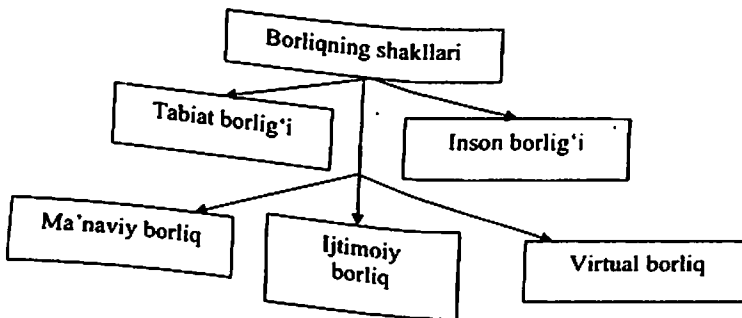 Borliqning shakllari
Tabiat borlig‘i
Inson borlig‘i
Ma’naviy borliq
Ijtimoiy
borliq
Virtual borliq